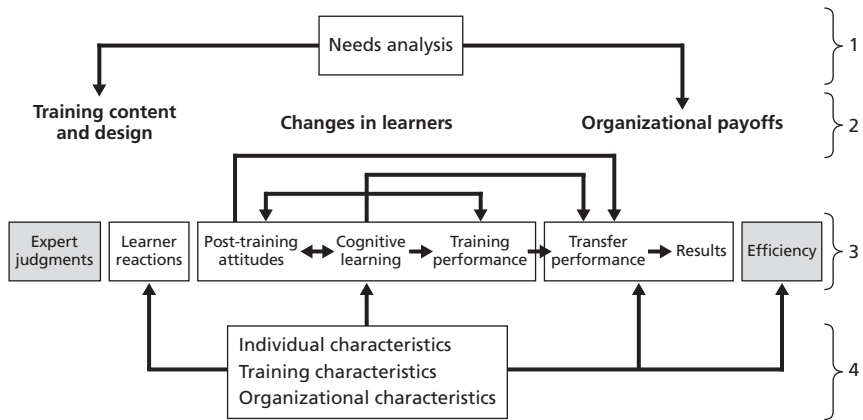 Needs analysis
1
Training content
and design
Changes in learners
Organizational payoffs
2
Expert
judgments
Learner
reactions
Post-training
attitudes
Cognitive
learning
Training
performance
Transfer
performance
Results
Efficiency
3
Individual characteristics
Training characteristics
Organizational characteristics
4